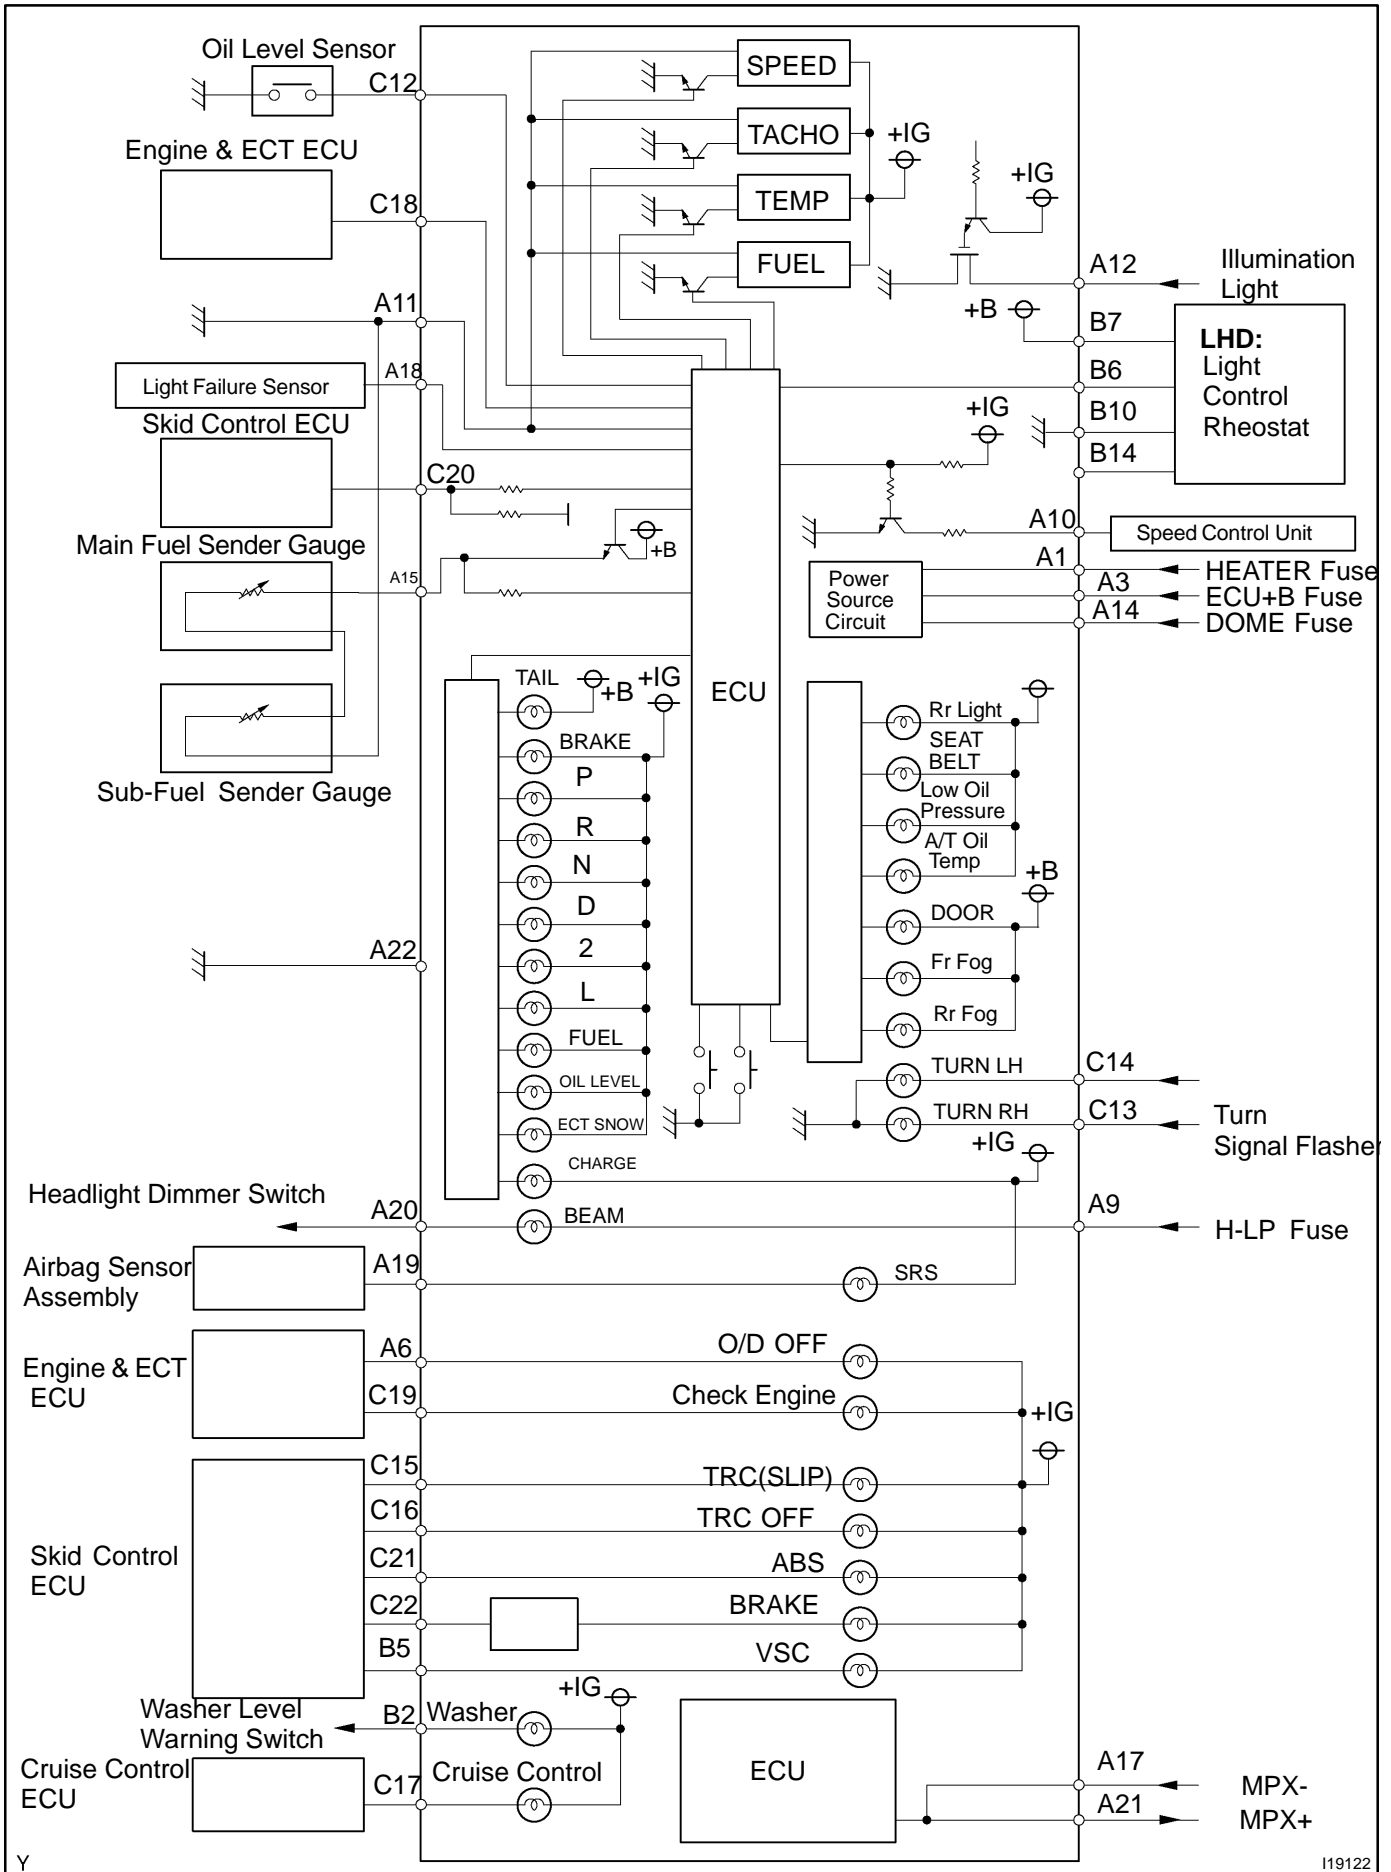 Oil Level Sensor
C12
SPEED
TACHO
+IG
TEMP
FUEL
Engine & ECT ECU
C18
+IG
A12
Illumination
Light
A11
+B
B7
LHD:
Light
Control
Rheostat
Light Failure Sensor
A18
B6
Skid Control ECU
+IG
B10
B14
C20
A10
Speed Control Unit
Main Fuel Sender Gauge
+B
A15
A1
HEATER Fuse
Power
Source
Circuit
A3
ECU+B Fuse
A14
DOME Fuse
TAIL
+B
+IG
ECU
Rr Light
BRAKE
SEAT
BELT
Sub-Fuel Sender Gauge
P
Low Oil
Pressure
R
A/T Oil
Temp
N
+B
D
DOOR
A22
2
Fr Fog
L
Rr Fog
FUEL
TURN LH
C14
OIL LEVEL
TURN RH
C13
Turn
Signal Flasher
ECT SNOW
+IG
CHARGE
Headlight Dimmer Switch
A20
BEAM
A9
H-LP Fuse
Airbag Sensor
Assembly
A19
SRS
Engine & ECT
ECU
A6
O/D OFF
C19
Check Engine
+IG
C15
TRC(SLIP)
C16
TRC OFF
Skid Control
ECU
C21
ABS
C22
BRAKE
B5
VSC
Washer Level
Warning Switch
B2
Washer
+IG
Cruise Control
ECU
C17
Cruise Control
ECU
A17
MPX-
A21
MPX+
Y
I19122